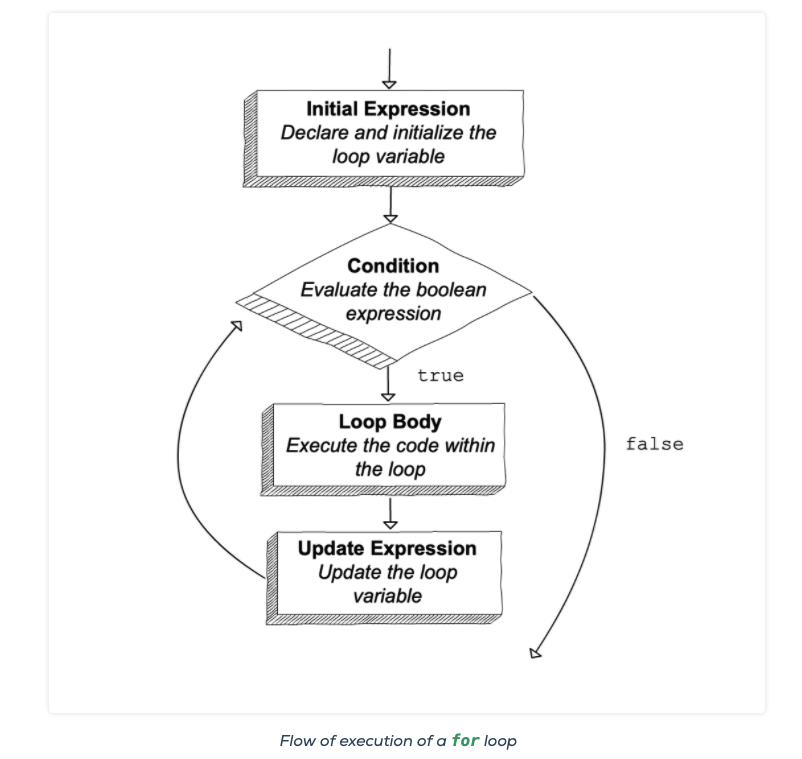 Initial Expression
Declare and initialize the
loop variable
Condition
Evaluate the boolean
expression
true
Loop Body
Execute the code within
the loop
false
Update Expression
Update the loop
variable
Flow of execution of a for loop